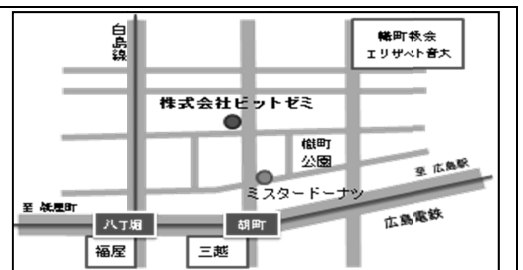 白島線
幟町教会
エリザベト音大
株式会社ビットゼミ
幟町
公園
ミスタードーナツ
至 広島駅
至 紙屋町
八丁堀
胡町
広島電鉄
福屋
三越